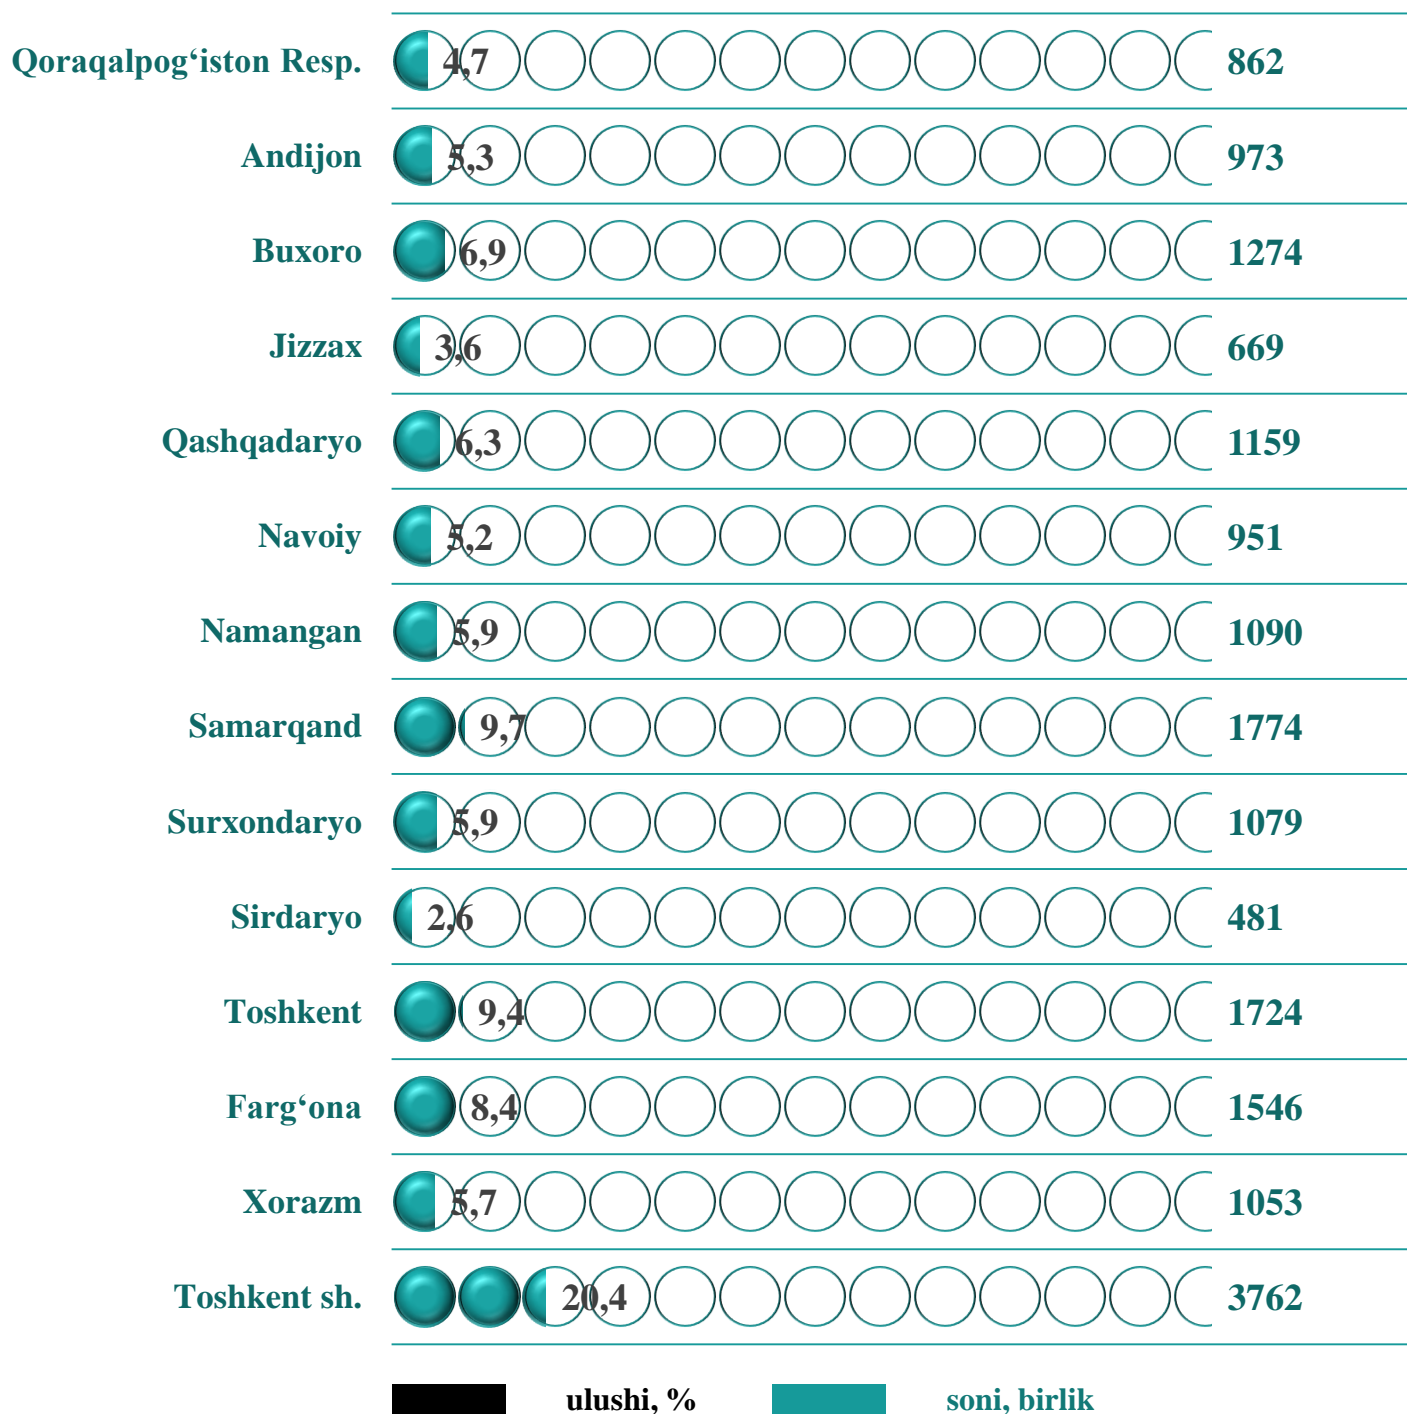 Qoraqalpog‘iston Resp. 4,7 862
Andijon 5,3 973
Buxoro 6,9 1274
Jizzax 3,6 669
Qashqadaryo 6,3 1159
Navoiy 5,2 951
Namangan 5,9 1090
Samarqand 9,7 1774
Surxondaryo 5,9 1079
Sirdaryo 2,6 481
Toshkent 9,4 1724
Farg‘ona 8,4 1546
Xorazm 5,7 1053
Toshkent sh. 20,4 3762
ulushi, % soni, birlik